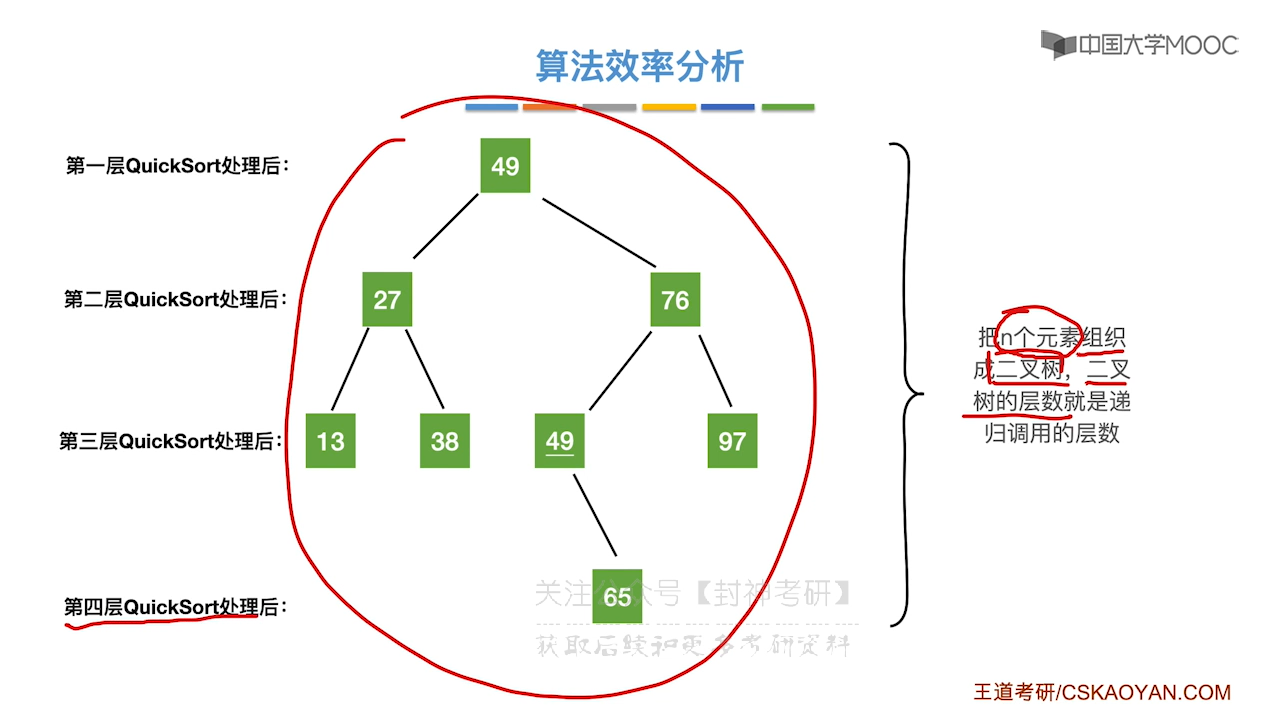 中国大学MOOC
算法效率分析
第一层QuickSort处理后：
49
第二层QuickSort处理后：
27 76
把n个元素组织
成二叉树，二叉
树的层数就是递
归调用的层数
第三层QuickSort处理后：
13 38 49 97
第四层QuickSort处理后：
65
关注公众号【封神考研】
获取后续和更多考研资料
王道考研/CSKAOYAN.COM